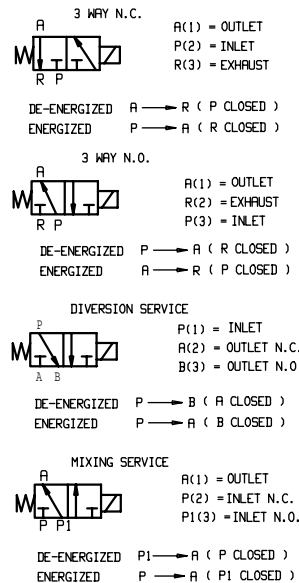 3 WAY N.C.
A
A(1) = OUTLET
P(2) = INLET
R(3) = EXHAUST
R P
DE-ENERGIZED A → R ( P CLOSED )
ENERGIZED P → A ( R CLOSED )
3 WAY N.O.
A
A(1) = OUTLET
R(2) = EXHAUST
P(3) = INLET
R P
DE-ENERGIZED P → A ( R CLOSED )
ENERGIZED A → R ( P CLOSED )
DIVERSION SERVICE
P
P(1) = INLET
A(2) = OUTLET N.C.
B(3) = OUTLET N.O
A B
DE-ENERGIZED P → B ( A CLOSED )
ENERGIZED P → A ( B CLOSED )
MIXING SERVICE
A
A(1) = OUTLET
P(2) = INLET N.C.
P1(3) = INLET N.O.
P P1
DE-ENERGIZED P1 → A ( P CLOSED )
ENERGIZED P → A ( P1 CLOSED )